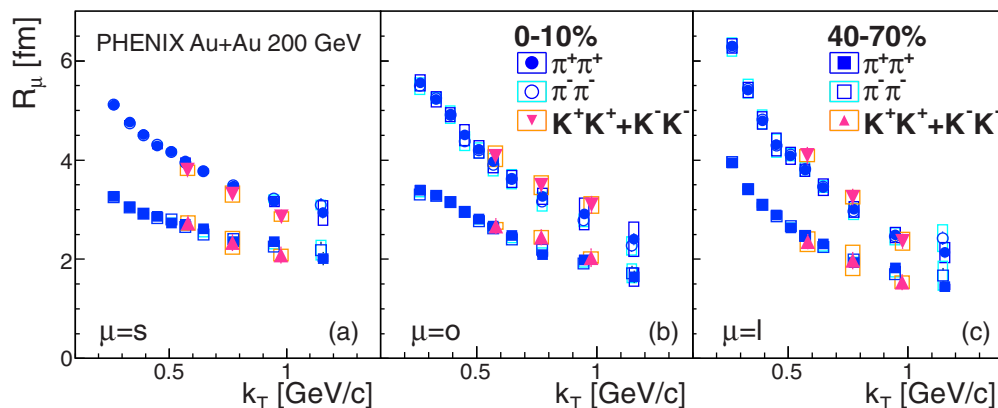 R_μ [fm]
6
4
2
0
PHENIX Au+Au 200 GeV
μ=s
(a)
0.5
1
k_T [GeV/c]
0-10%
π⁺π⁺
π⁻π⁻
K⁺K⁺+K⁻K⁻
μ=o
(b)
0.5
1
k_T [GeV/c]
40-70%
π⁺π⁺
π⁻π⁻
K⁺K⁺+K⁻K⁻
μ=l
(c)
0.5
1
k_T [GeV/c]